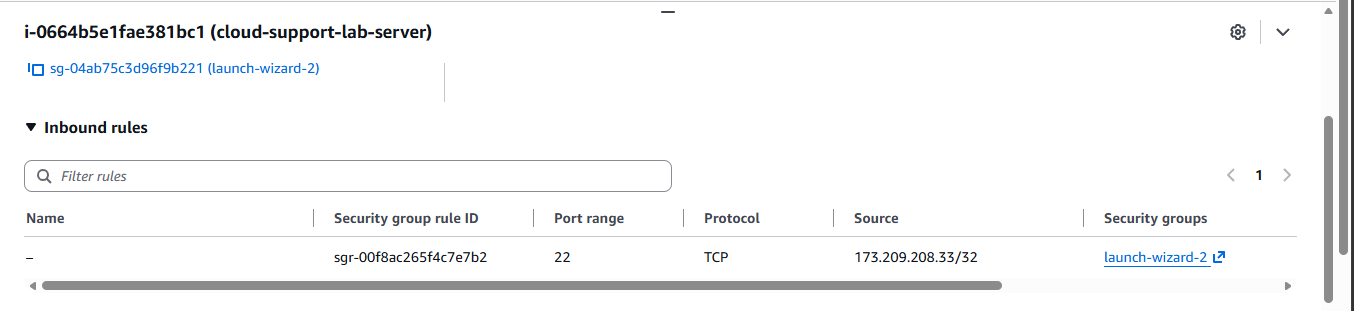 i-0664b5e1fae381bc1 (cloud-support-lab-server)
sg-04ab75c3d96f9b221 (launch-wizard-2)
Inbound rules
Filter rules
1
Name Security group rule ID Port range Protocol Source Security groups
– sgr-00f8ac265f4c7e7b2 22 TCP 173.209.208.33/32 launch-wizard-2